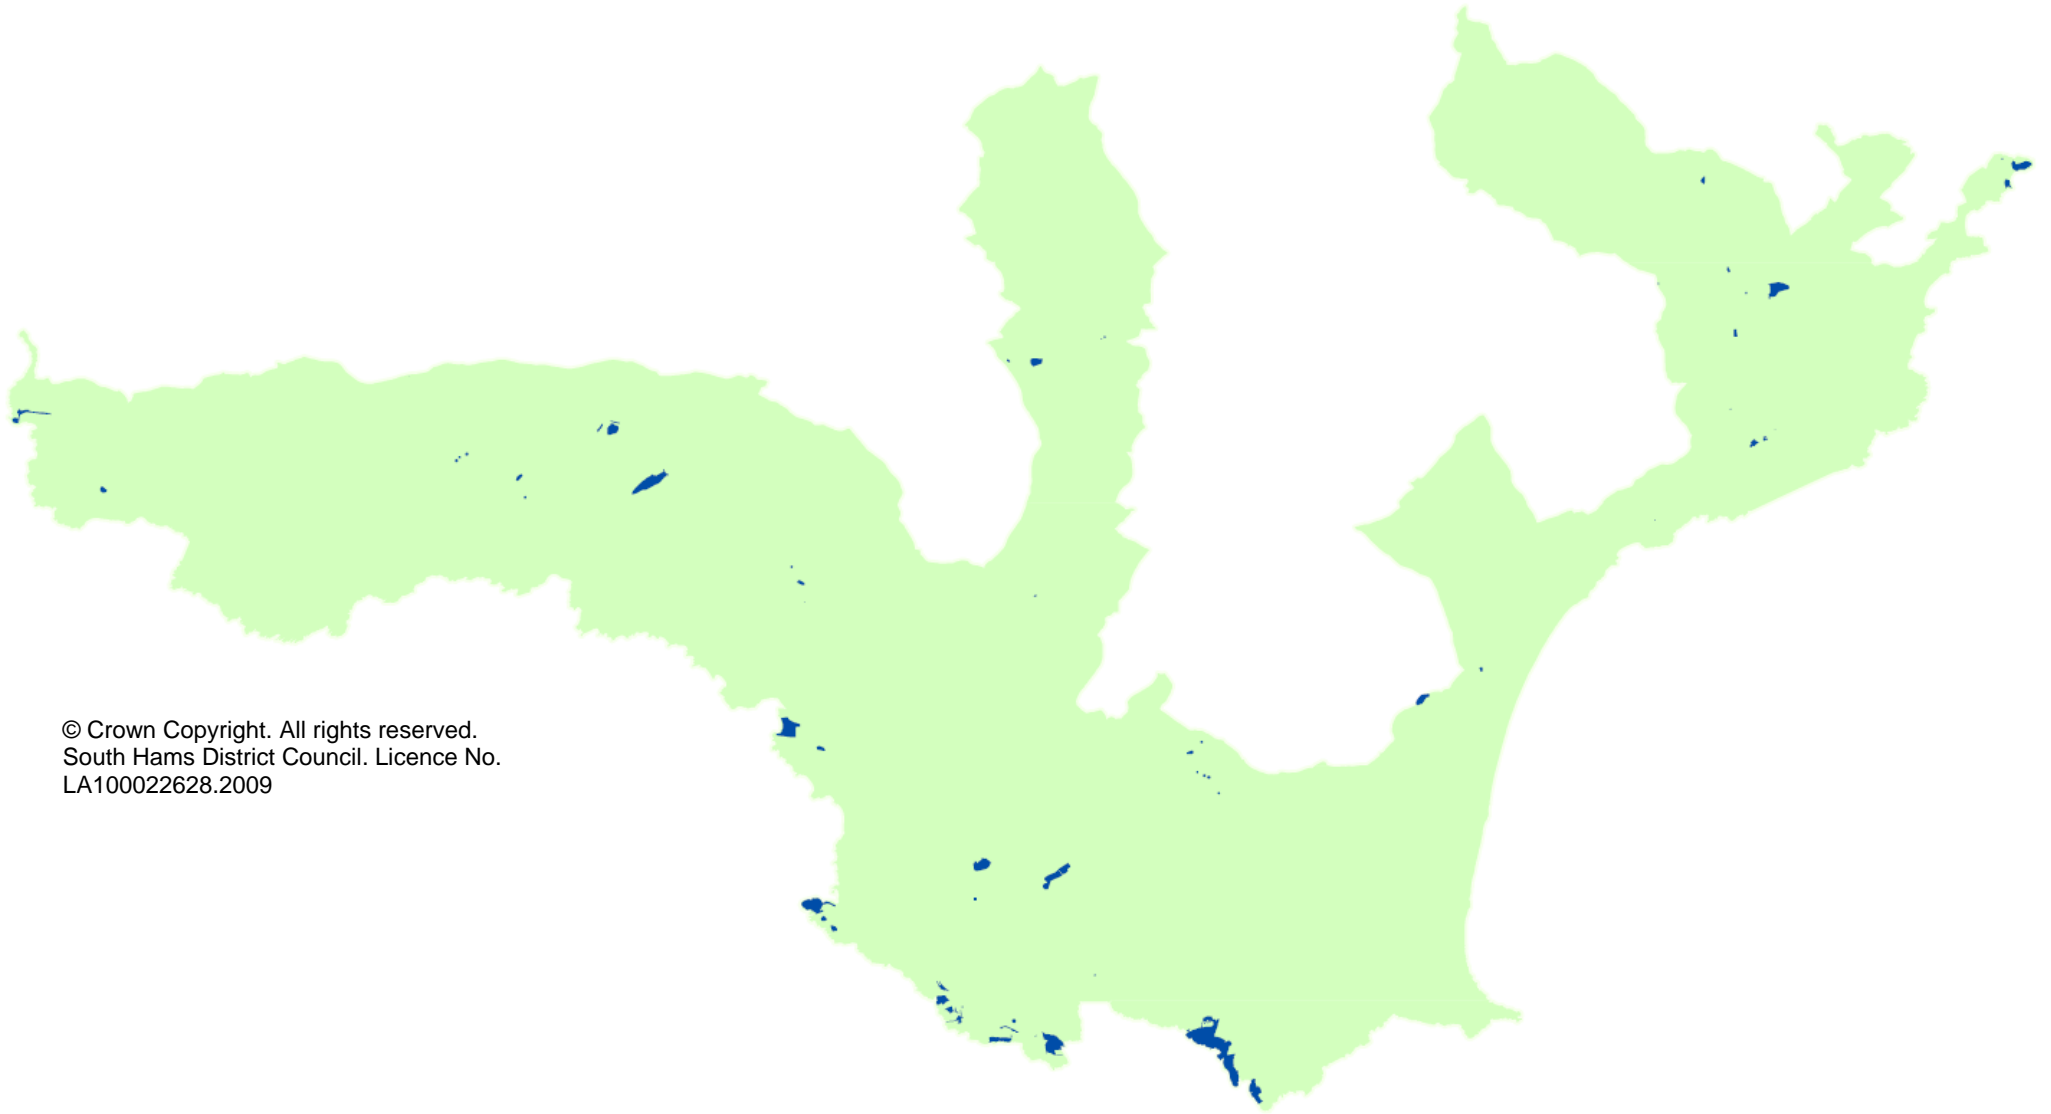 © Crown Copyright. All rights reserved.
South Hams District Council. Licence No.
LA100022628.2009